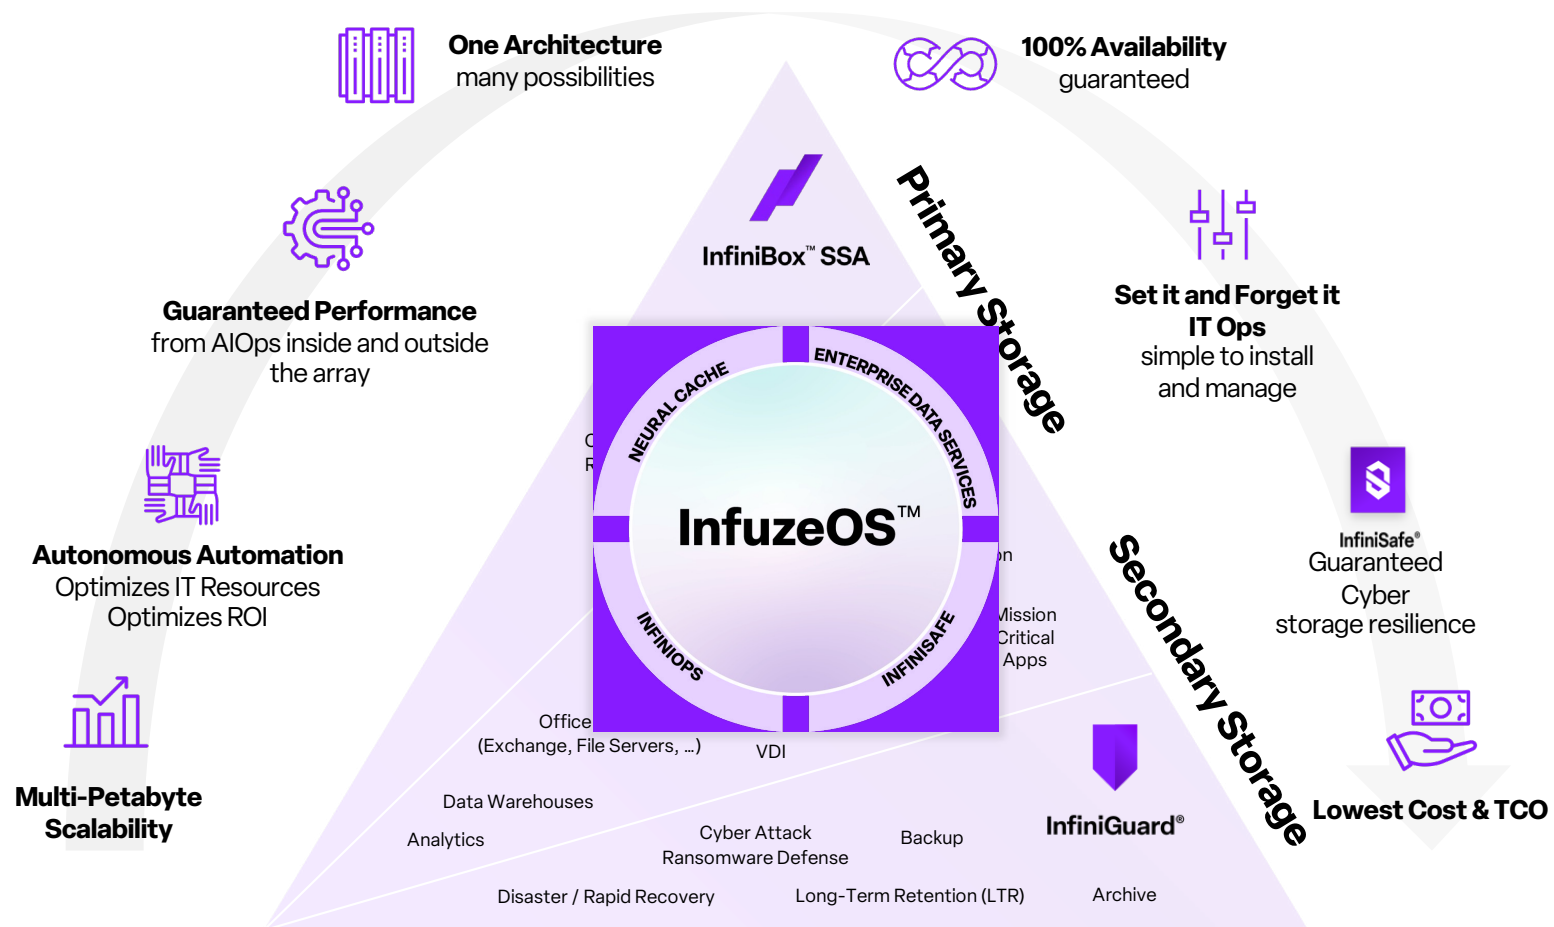 One Architecture
many possibilities
100% Availability
guaranteed
InfiniBox™ SSA
Primary Storage
Guaranteed Performance
from AIOps inside and outside
the array
Set it and Forget it
IT Ops
simple to install
and manage
NEURAL CACHE
ENTERPRISE DATA SERVICES
InfuzeOS™
INFINIOPS
INFINISAFE
Autonomous Automation
Optimizes IT Resources
Optimizes ROI
InfiniSafe®
Guaranteed
Cyber
storage resilience
Mission
Critical
Apps
Secondary Storage
Office
(Exchange, File Servers, ...)
VDI
Multi-Petabyte
Scalability
Data Warehouses
Analytics
Cyber Attack
Ransomware Defense
Backup
InfiniGuard®
Lowest Cost & TCO
Disaster / Rapid Recovery
Long-Term Retention (LTR)
Archive